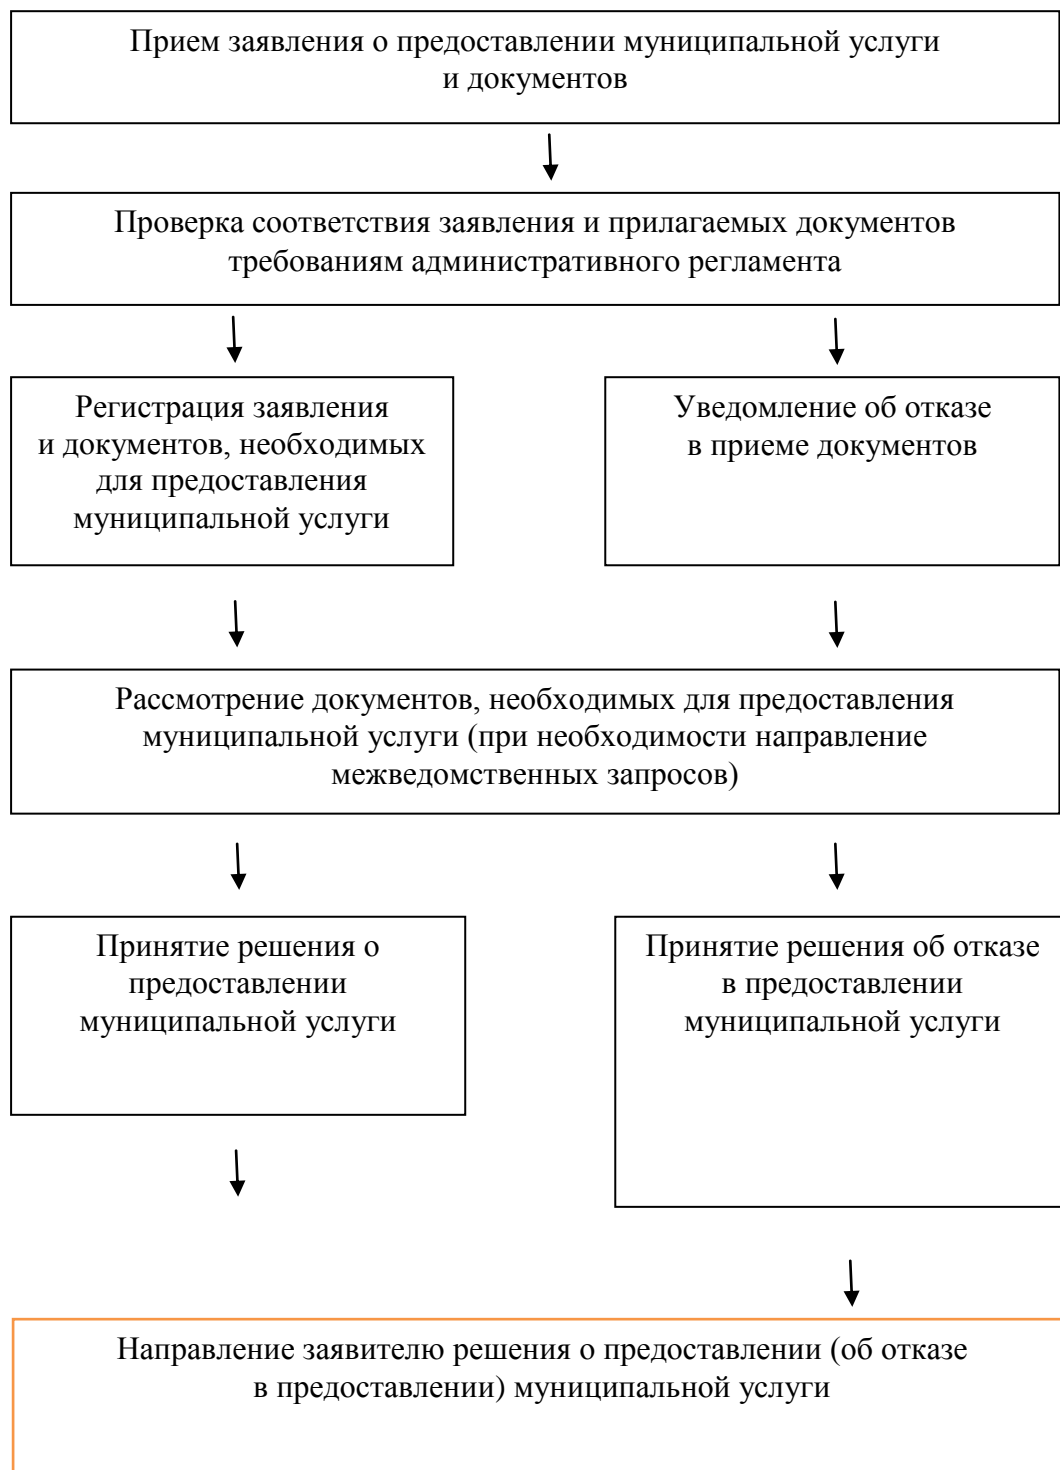 Прием заявления о предоставлении муниципальной услуги
и документов
Проверка соответствия заявления и прилагаемых документов
требованиям административного регламента
Регистрация заявления
и документов, необходимых
для предоставления
муниципальной услуги
Уведомление об отказе
в приеме документов
Рассмотрение документов, необходимых для предоставления
муниципальной услуги (при необходимости направление
межведомственных запросов)
Принятие решения о
предоставлении
муниципальной услуги
Принятие решения об отказе
в предоставлении
муниципальной услуги
Направление заявителю решения о предоставлении (об отказе
в предоставлении) муниципальной услуги